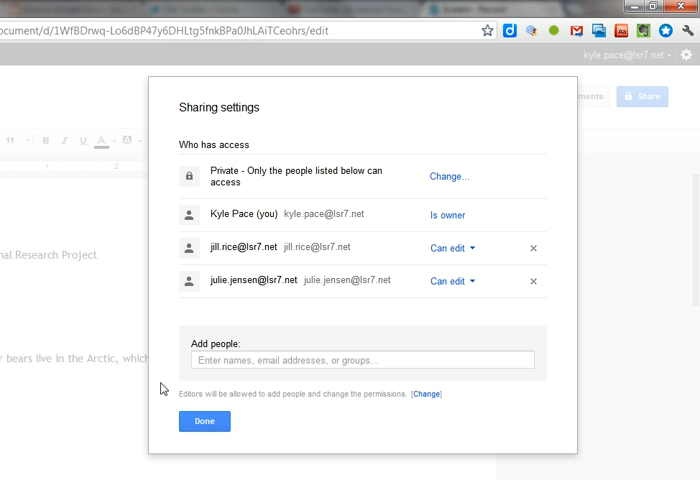 ocument/d/1WfBDrwq-Lo6dBP47y6DHLtg5fnkBPa0JhLAiTCeohrs/edit
kyle.pace@lsr7.net
ments
Share
11 B I U A A
1 2
Sharing settings
Who has access
Private - Only the people listed below can
access
Change...
Kyle Pace (you) kyle.pace@lsr7.net Is owner
jill.rice@lsr7.net jill.rice@lsr7.net Can edit
julie.jensen@lsr7.net julie.jensen@lsr7.net Can edit
nal Research Project
Add people:
r bears live in the Arctic, which
Enter names, email addresses, or groups...
Editors will be allowed to add people and change the permissions. [Change]
Done